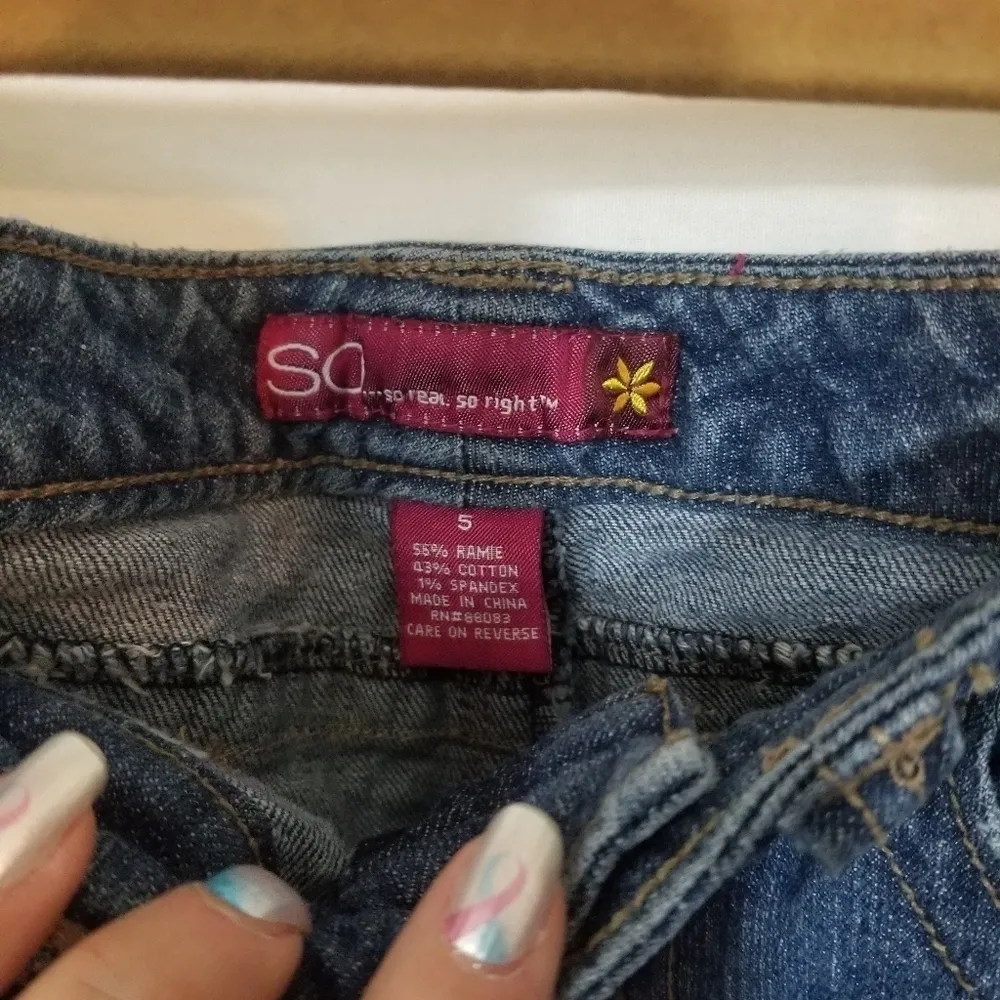 SO
...so real. so right™
5
56% RAMIE
43% COTTON
1% SPANDEX
MADE IN CHINA
RN#88083
CARE ON REVERSE